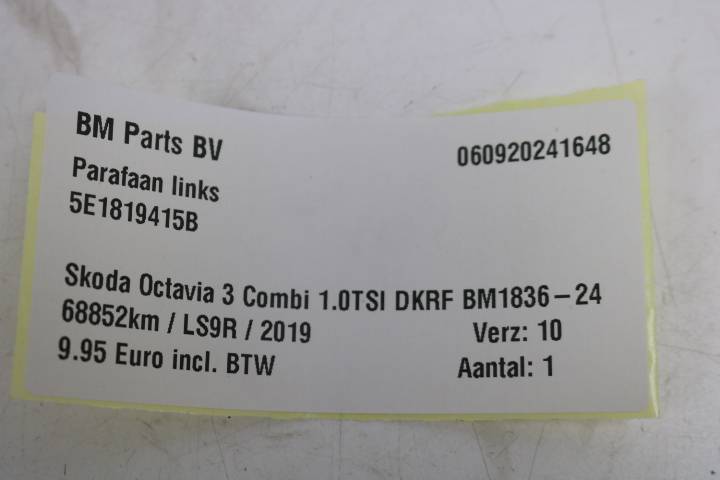 BM Parts BV
060920241648
Parafaan links
5E1819415B
Skoda Octavia 3 Combi 1.0TSI DKRF BM1836-24
68852km / LS9R / 2019
Verz: 10
9.95 Euro incl. BTW
Aantal: 1